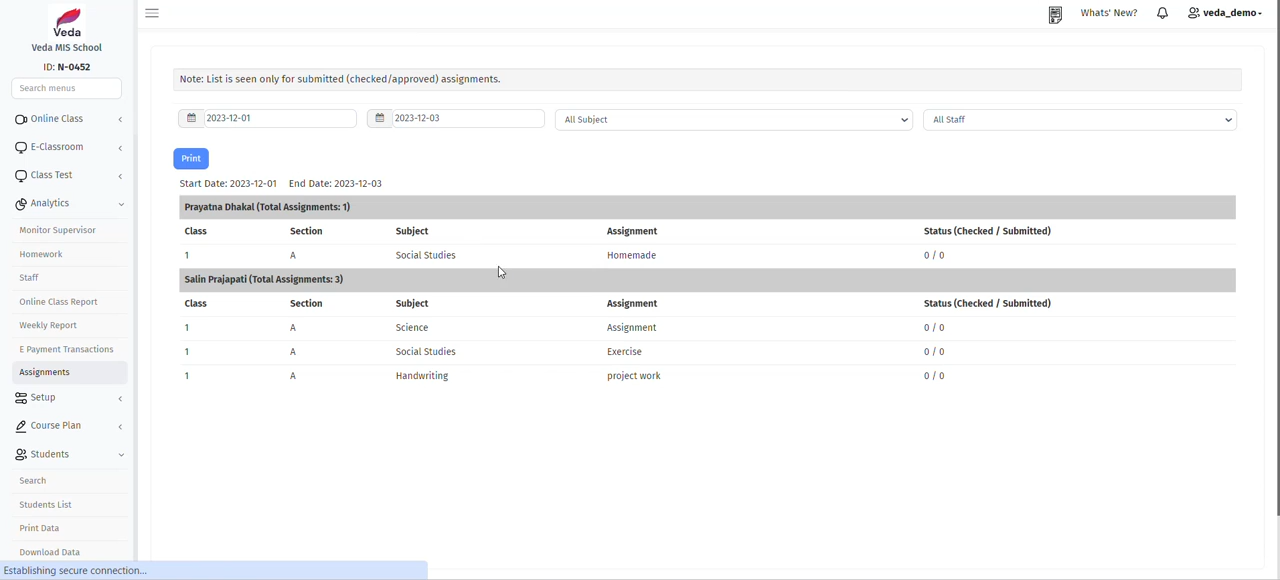 Veda
Veda MIS School
ID: N-0452
Search menus
Online Class
E-Classroom
Class Test
Analytics
Monitor Supervisor
Homework
Staff
Online Class Report
Weekly Report
E Payment Transactions
Assignments
Setup
Course Plan
Students
Search
Students List
Print Data
Download Data
Establishing secure connection...
Whats' New?
veda_demo
Note: List is seen only for submitted (checked/approved) assignments.
2023-12-01 2023-12-03 All Subject All Staff
Print
Start Date: 2023-12-01 End Date: 2023-12-03
Prayatna Dhakal (Total Assignments: 1)
Class Section Subject Assignment Status (Checked / Submitted)
1 A Social Studies Homemade 0 / 0
Salin Prajapati (Total Assignments: 3)
Class Section Subject Assignment Status (Checked / Submitted)
1 A Science Assignment 0 / 0
1 A Social Studies Exercise 0 / 0
1 A Handwriting project work 0 / 0